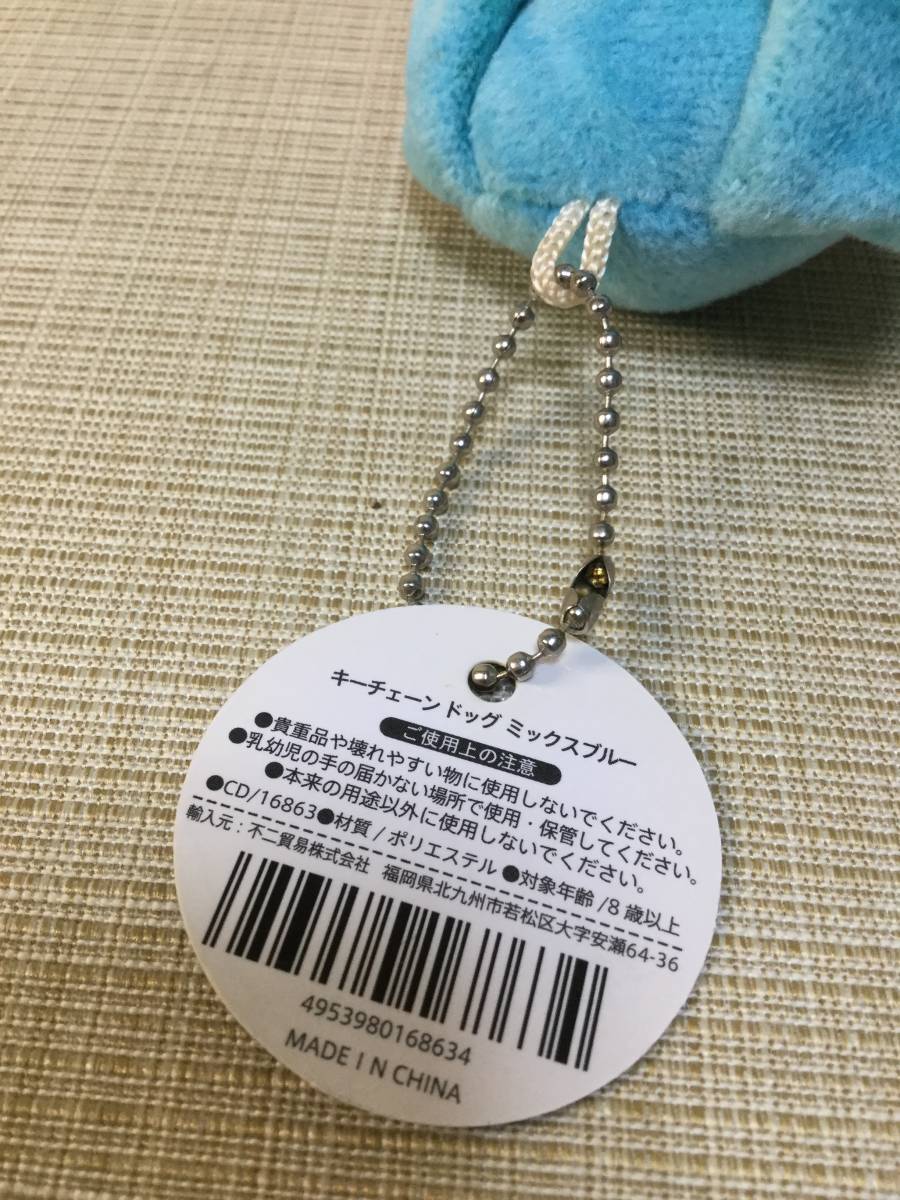 キーチェーン ドッグ ミックスブルー
ご使用上の注意
●貴重品や壊れやすい物に使用しないでください。
●乳幼児の手の届かない場所で使用・保管してください。
●本来の用途以外に使用しないでください。
●CD/16863●材質/ポリエステル ●対象年齢/8歳以上
輸入元:不二貿易株式会社 福岡県北九州市若松区大字安瀬64-36
4953980168634
MADE IN CHINA